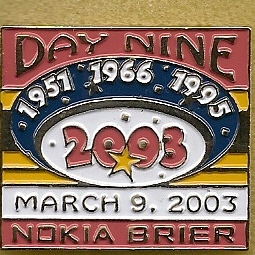 DAY NINE
1951 1966 1995
2003
MARCH 9, 2003
NOKIA BRIER